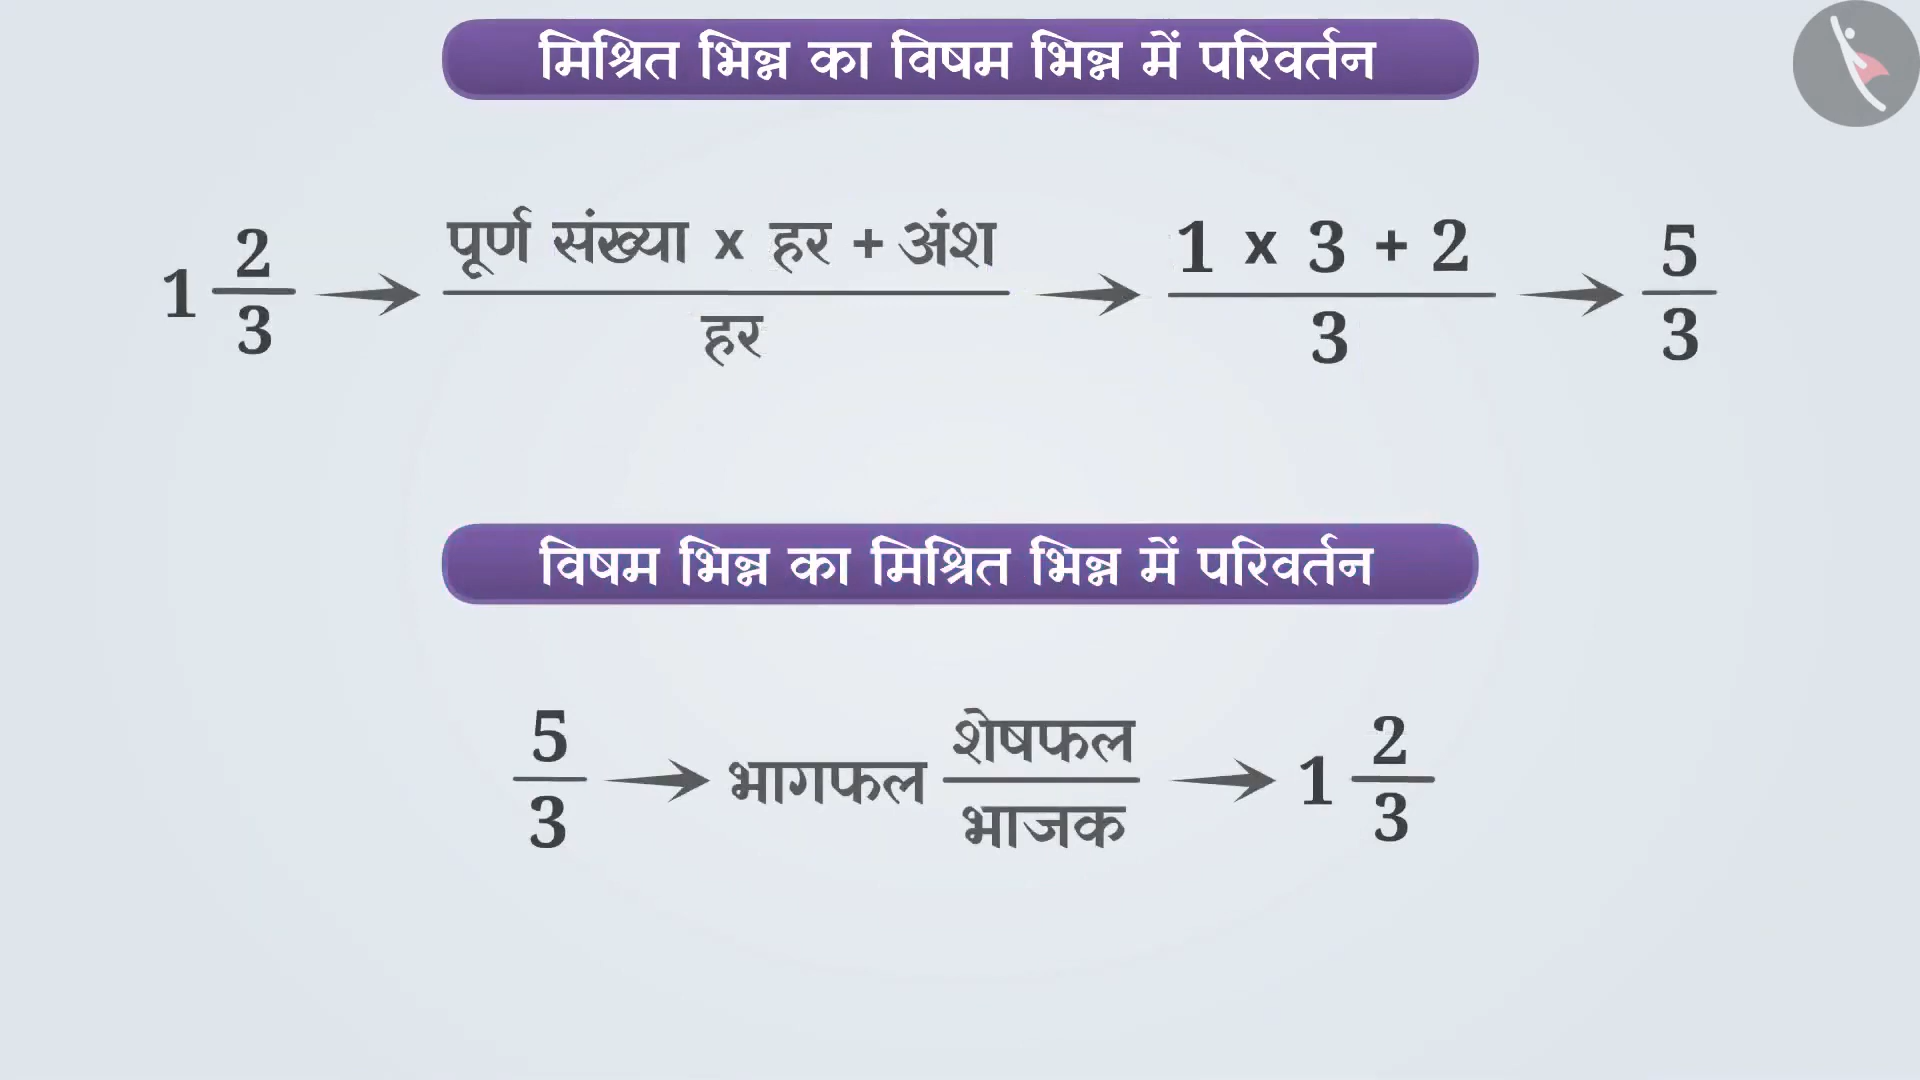 मिश्रित भिन्न का विषम भिन्न में परिवर्तन
1 2/3 → पूर्ण संख्या x हर + अंश / हर → 1 x 3 + 2 / 3 → 5/3
विषम भिन्न का मिश्रित भिन्न में परिवर्तन
5/3 → भागफल शेषफल / भाजक → 1 2/3